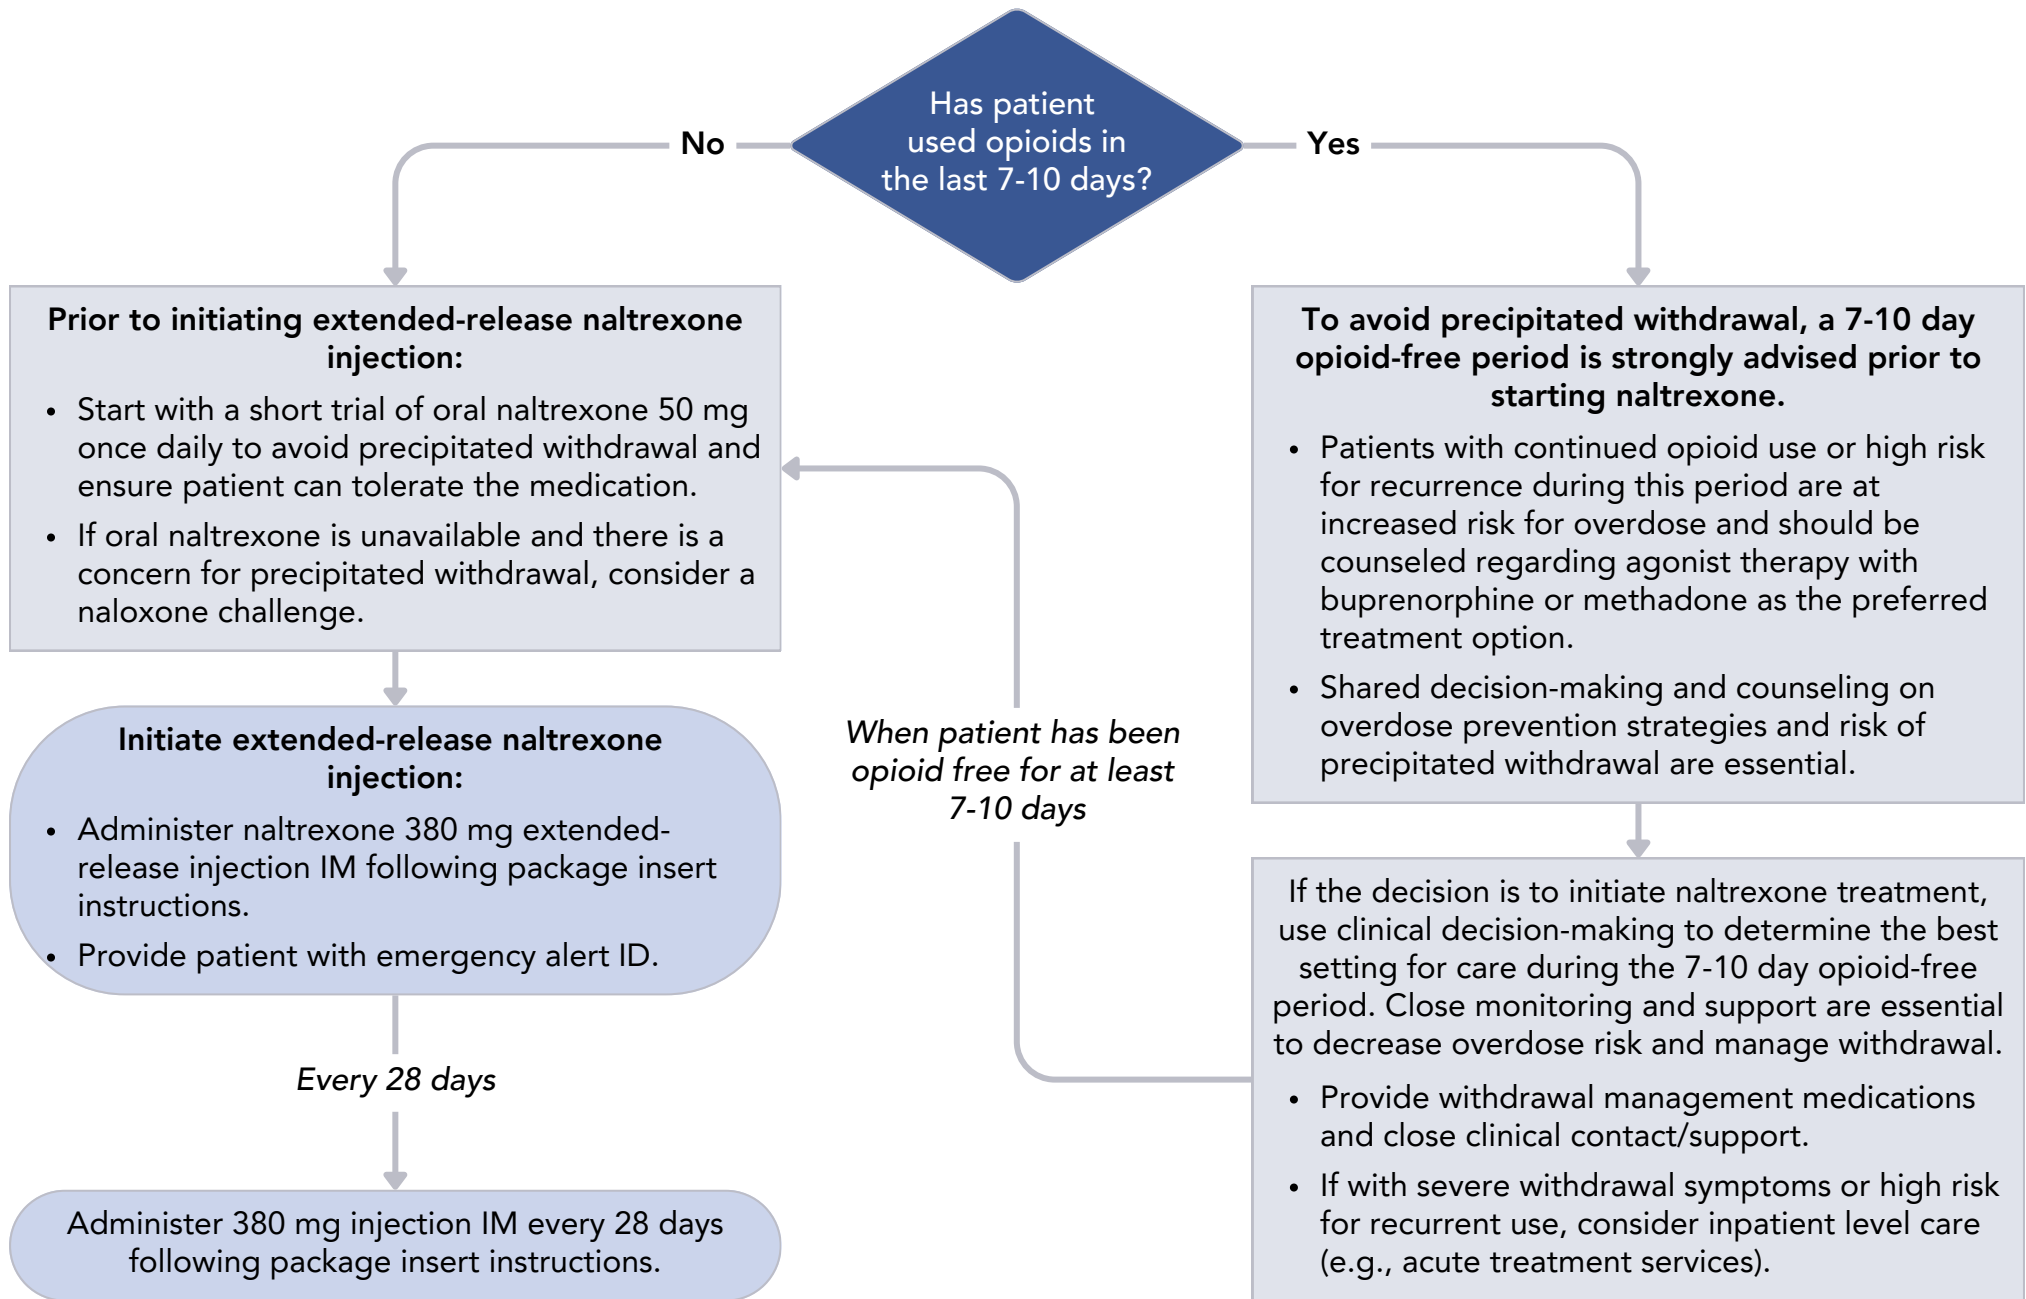 Has patient
used opioids in
the last 7-10 days?
No
Yes
Prior to initiating extended-release naltrexone
injection:
• Start with a short trial of oral naltrexone 50 mg
once daily to avoid precipitated withdrawal and
ensure patient can tolerate the medication.
• If oral naltrexone is unavailable and there is a
concern for precipitated withdrawal, consider a
naloxone challenge.
Initiate extended-release naltrexone
injection:
• Administer naltrexone 380 mg extended-
release injection IM following package insert
instructions.
• Provide patient with emergency alert ID.
Every 28 days
Administer 380 mg injection IM every 28 days
following package insert instructions.
When patient has been
opioid free for at least
7-10 days
To avoid precipitated withdrawal, a 7-10 day
opioid-free period is strongly advised prior to
starting naltrexone.
• Patients with continued opioid use or high risk
for recurrence during this period are at
increased risk for overdose and should be
counseled regarding agonist therapy with
buprenorphine or methadone as the preferred
treatment option.
• Shared decision-making and counseling on
overdose prevention strategies and risk of
precipitated withdrawal are essential.
If the decision is to initiate naltrexone treatment,
use clinical decision-making to determine the best
setting for care during the 7-10 day opioid-free
period. Close monitoring and support are essential
to decrease overdose risk and manage withdrawal.
• Provide withdrawal management medications
and close clinical contact/support.
• If with severe withdrawal symptoms or high risk
for recurrent use, consider inpatient level care
(e.g., acute treatment services).